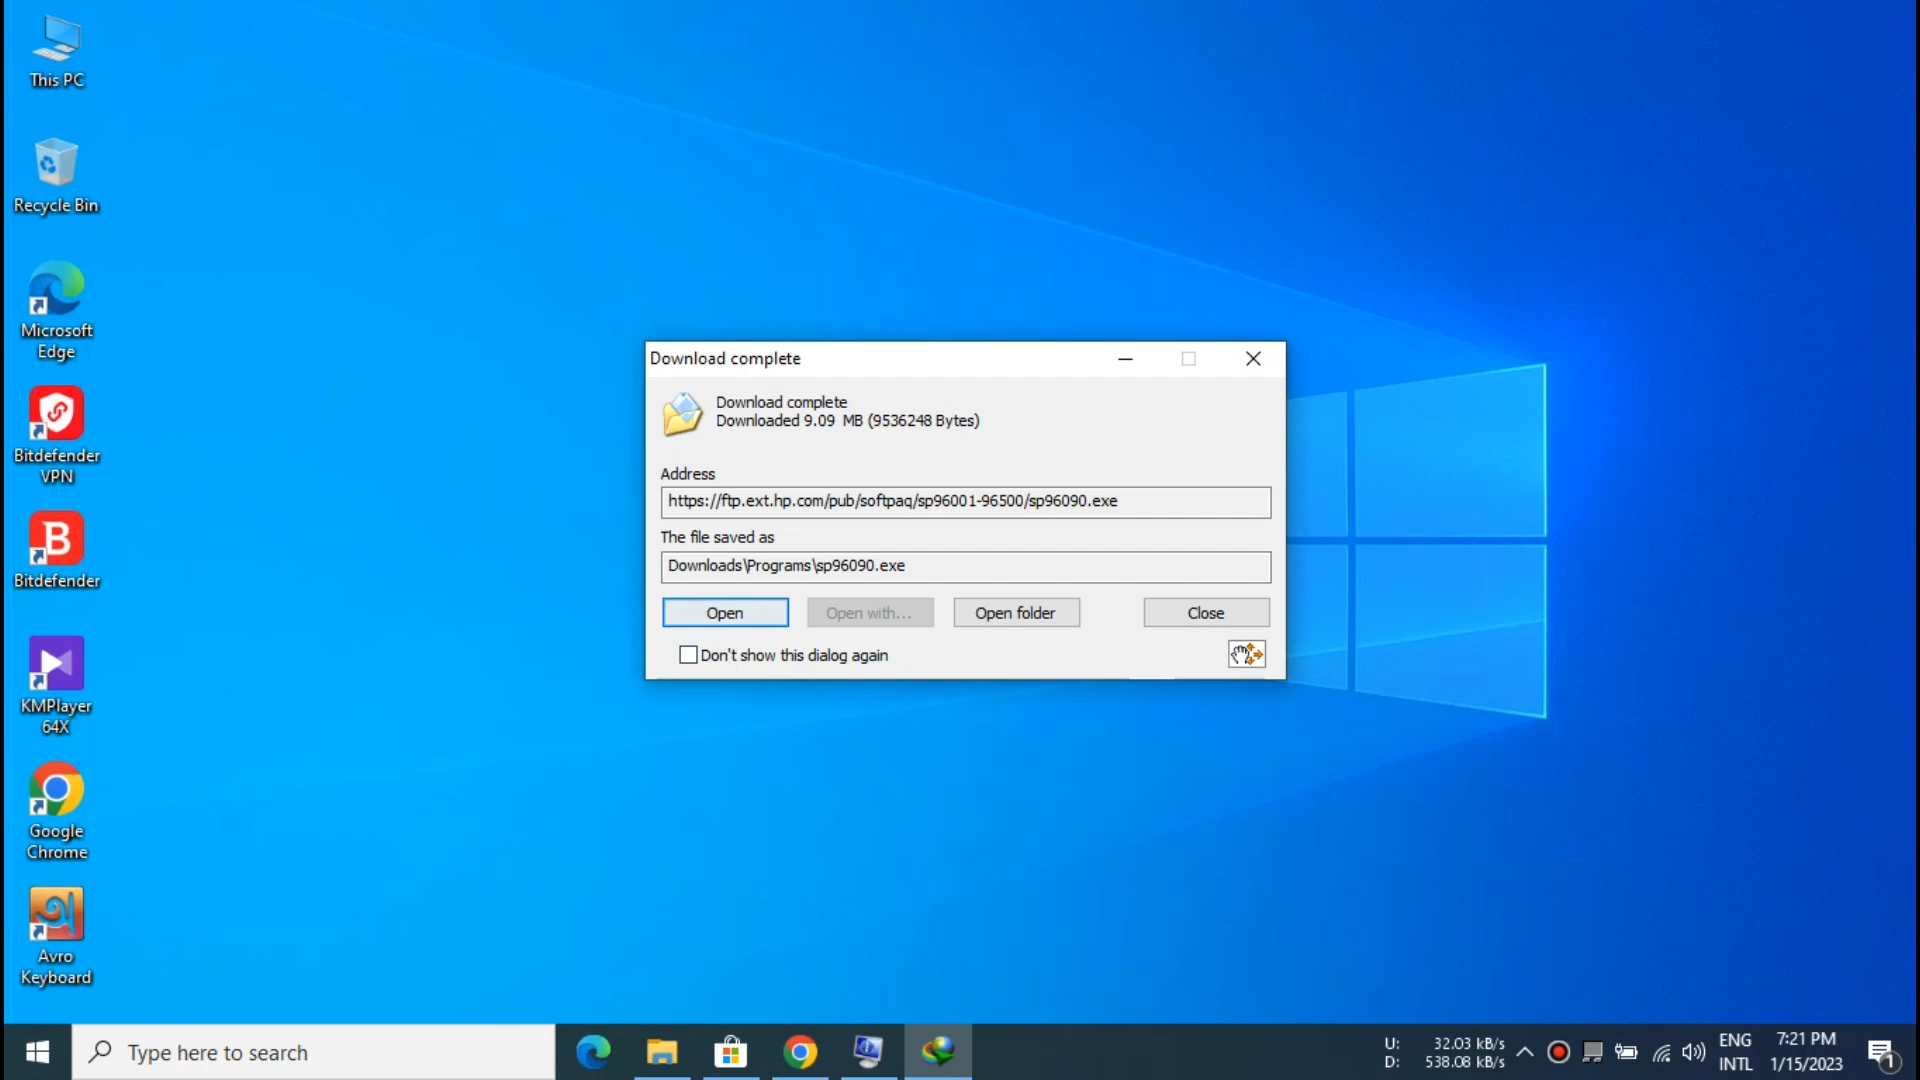 This PC
Recycle Bin
Microsoft
Edge
Bitdefender
VPN
Bitdefender
KMPlayer
64X
Google
Chrome
Avro
Keyboard
Download complete
Download complete
Downloaded 9.09 MB (9536248 Bytes)
Address
https://ftp.ext.hp.com/pub/softpaq/sp96001-96500/sp96090.exe
The file saved as
Downloads\Programs\sp96090.exe
Open
Open with...
Open folder
Close
Don't show this dialog again
Type here to search
U: 32.03 kB/s
D: 538.08 kB/s
ENG
INTL
7:21 PM
1/15/2023
1